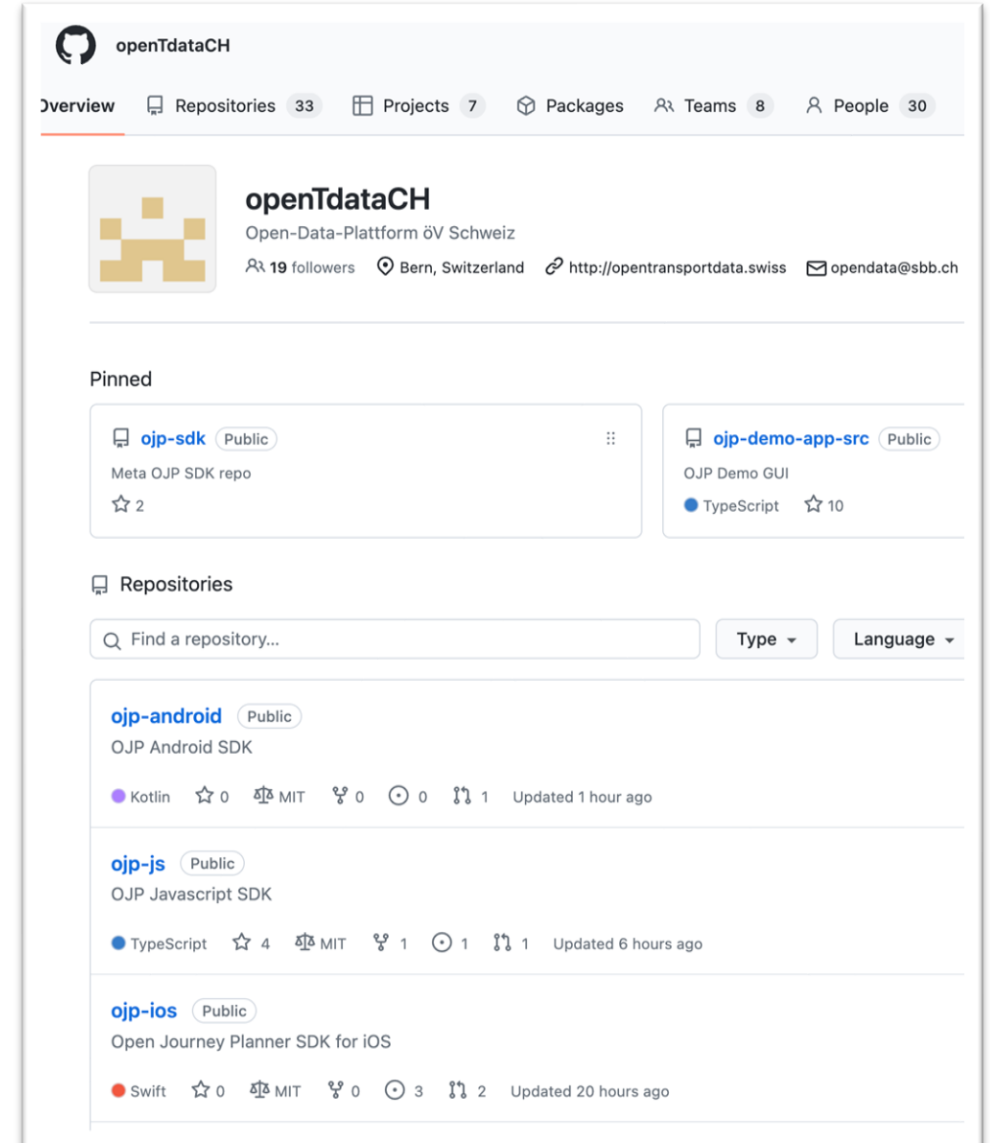 openTdataCH
Overview Repositories 33 Projects 7 Packages Teams 8 People 30
openTdataCH
Open-Data-Plattform öV Schweiz
19 followers Bern, Switzerland http://opentransportdata.swiss opendata@sbb.ch
Pinned
ojp-sdk Public
Meta OJP SDK repo
2
ojp-demo-app-src Public
OJP Demo GUI
TypeScript 10
Repositories
Find a repository... Type Language
ojp-android Public
OJP Android SDK
Kotlin 0 MIT 0 0 1 Updated 1 hour ago
ojp-js Public
OJP Javascript SDK
TypeScript 4 MIT 1 1 1 Updated 6 hours ago
ojp-ios Public
Open Journey Planner SDK for iOS
Swift 0 MIT 0 3 2 Updated 20 hours ago